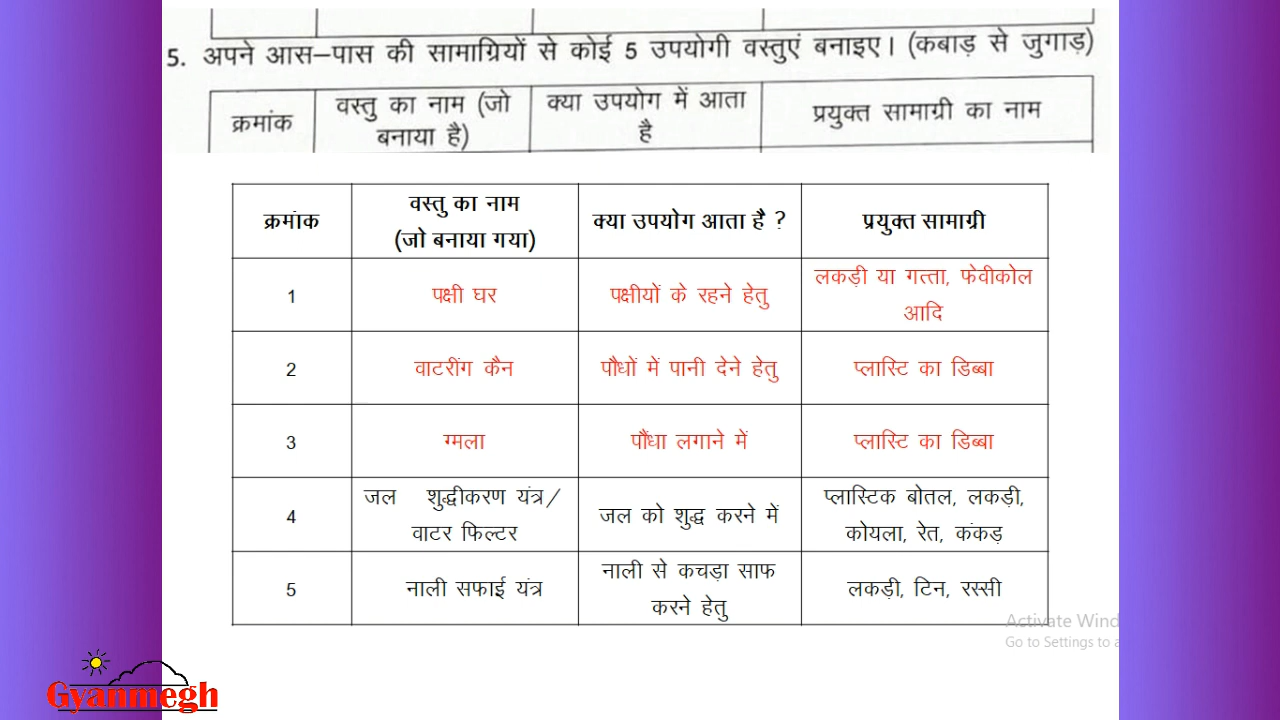 5. अपने आस–पास की सामाग्रियों से कोई 5 उपयोगी वस्तुएं बनाइए। (कबाड़ से जुगाड़)
क्रमांक
वस्तु का नाम (जो
बनाया है)
क्या उपयोग में आता
है
प्रयुक्त सामाग्री का नाम
क्रमांक
वस्तु का नाम
(जो बनाया गया)
क्या उपयोग आता है ?
प्रयुक्त सामाग्री
1
पक्षी घर
पक्षीयों के रहने हेतु
लकड़ी या गत्ता, फेवीकोल
आदि
2
वाटरींग कैन
पौधों में पानी देने हेतु
प्लास्टि का डिब्बा
3
ग्मला
पौंधा लगाने में
प्लास्टि का डिब्बा
4
जल शुद्धीकरण यंत्र/
वाटर फिल्टर
जल को शुद्ध करने में
प्लास्टिक बोतल, लकड़ी,
कोयला, रेत, कंकड़
5
नाली सफाई यंत्र
नाली से कचड़ा साफ
करने हेतु
लकड़ी, टिन, रस्सी
Activate Wind
Go to Settings to a
Gyanmegh